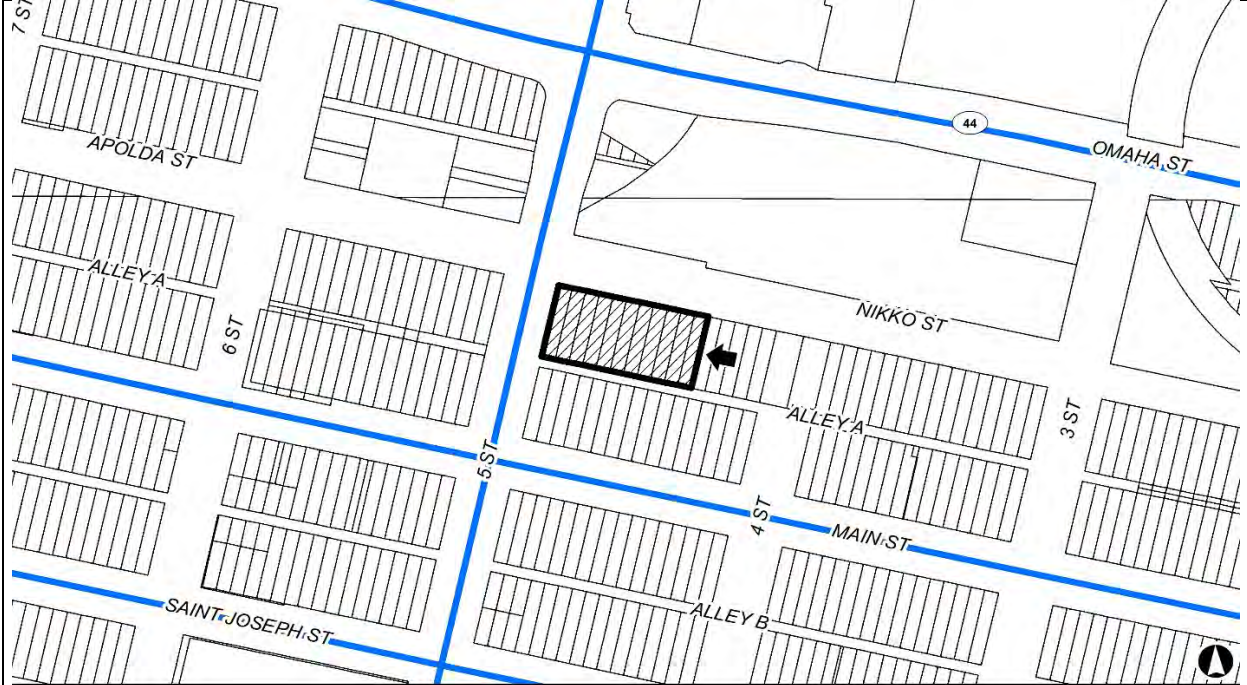 7 ST
44
OMAHA ST
APOLDA ST
ALLEY A
NIKKO ST
6 ST
ALLEY A
3 ST
5 ST
4 ST
MAIN ST
SAINT JOSEPH ST
ALLEY B